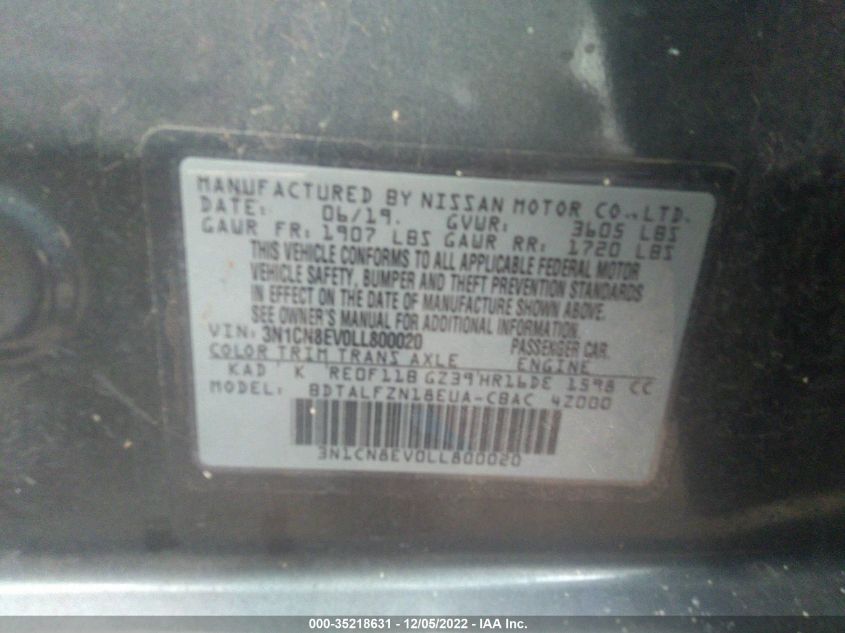 MANUFACTURED BY NISSAN MOTOR CO.,LTD.
DATE: 06/19. GVWR: 3605 LBS
GAWR FR: 1907 LBS GAWR RR: 1720 LBS
THIS VEHICLE CONFORMS TO ALL APPLICABLE FEDERAL MOTOR
VEHICLE SAFETY, BUMPER AND THEFT PREVENTION STANDARDS
IN EFFECT ON THE DATE OF MANUFACTURE SHOWN ABOVE.
SEE OWNER'S MANUAL FOR ADDITIONAL INFORMATION.
VIN: 3N1CN8EV0LL800020 PASSENGER CAR
COLOR TRIM TRANS AXLE ENGINE
KAD K RE0F11B GZ39 HR16DE 1598 CC
MODEL: BDTALFZN18EUA-CBAC 42000
3N1CN8EV0LL800020
000-35218631 - 12/05/2022 - IAA Inc.